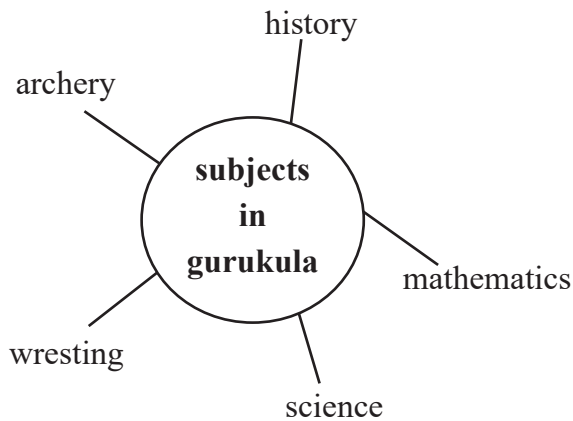 history
archery
subjects
in
gurukula
mathematics
wresting
science